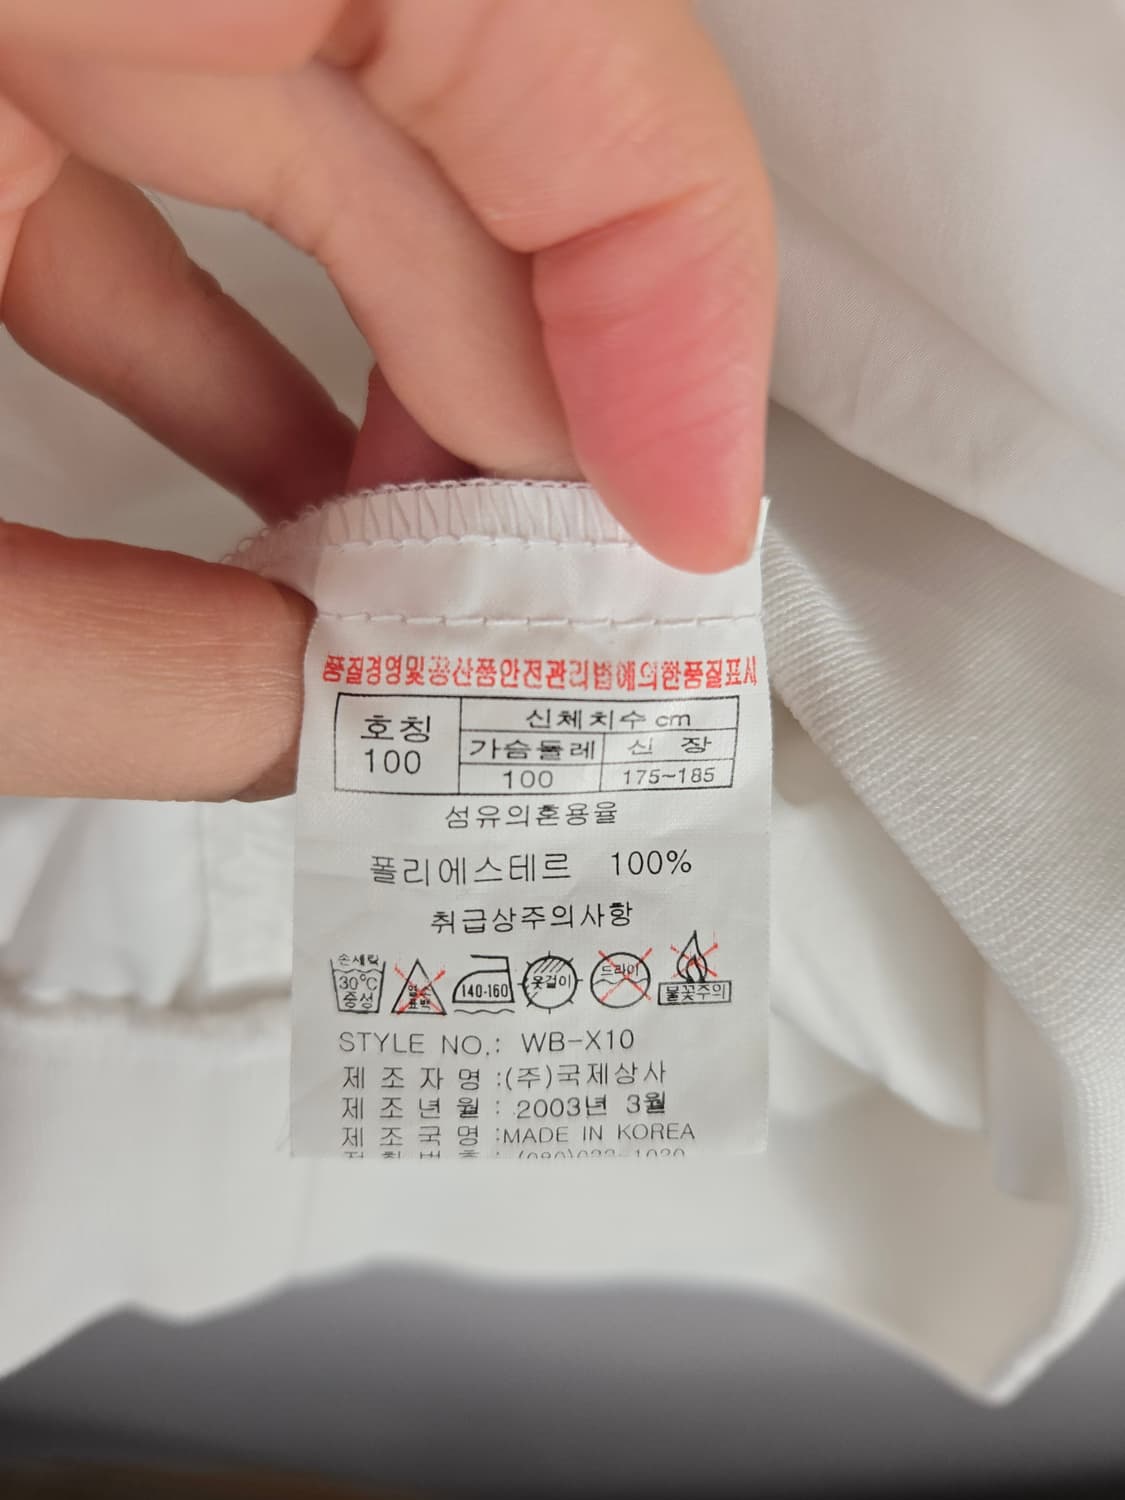 품질경영및공산품안전관리법에의한품질표시
호칭 신체치수 cm
100 가슴둘레 신 장
100 175~185
섬유의혼용율
폴리에스테르 100%
취급상주의사항
손세탁 30℃ 중성
염소 표백
140-160
옷걸이
드라이
불꽃주의
STYLE NO.: WB-X10
제 조 자 명 :(주)국제상사
제 조 년 월 : 2003년 3월
제 조 국 명 :MADE IN KOREA